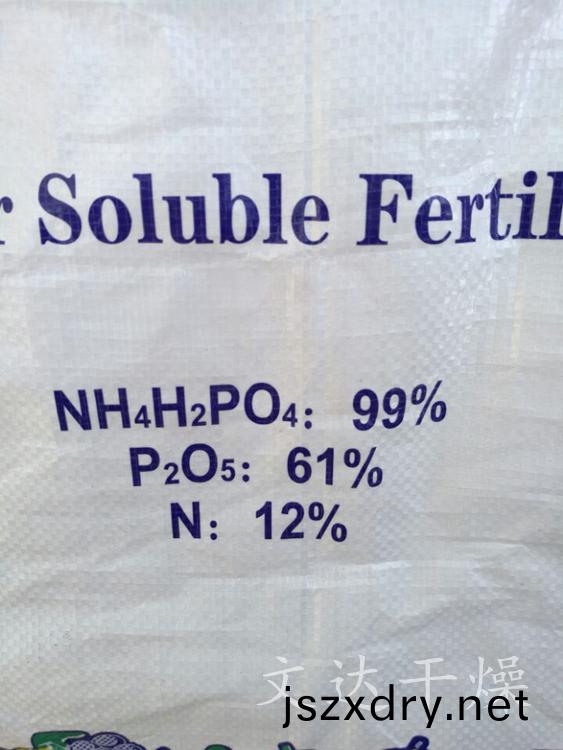 r Soluble Fertil
NH₄H₂PO₄: 99%
P₂O₅: 61%
N: 12%
文达干燥
jszxdry.net